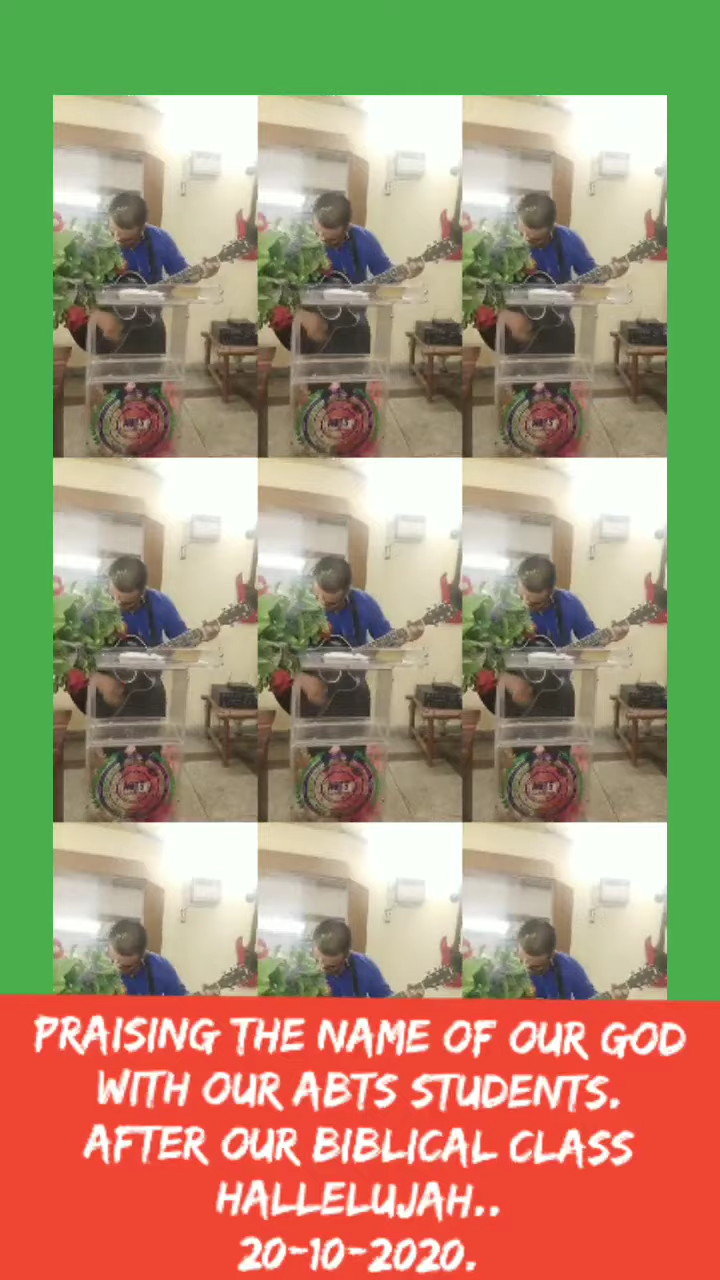 PRAISING THE NAME OF OUR GOD
WITH OUR ABTS STUDENTS.
AFTER OUR BIBLICAL CLASS
HALLELUJAH..
20-10-2020.